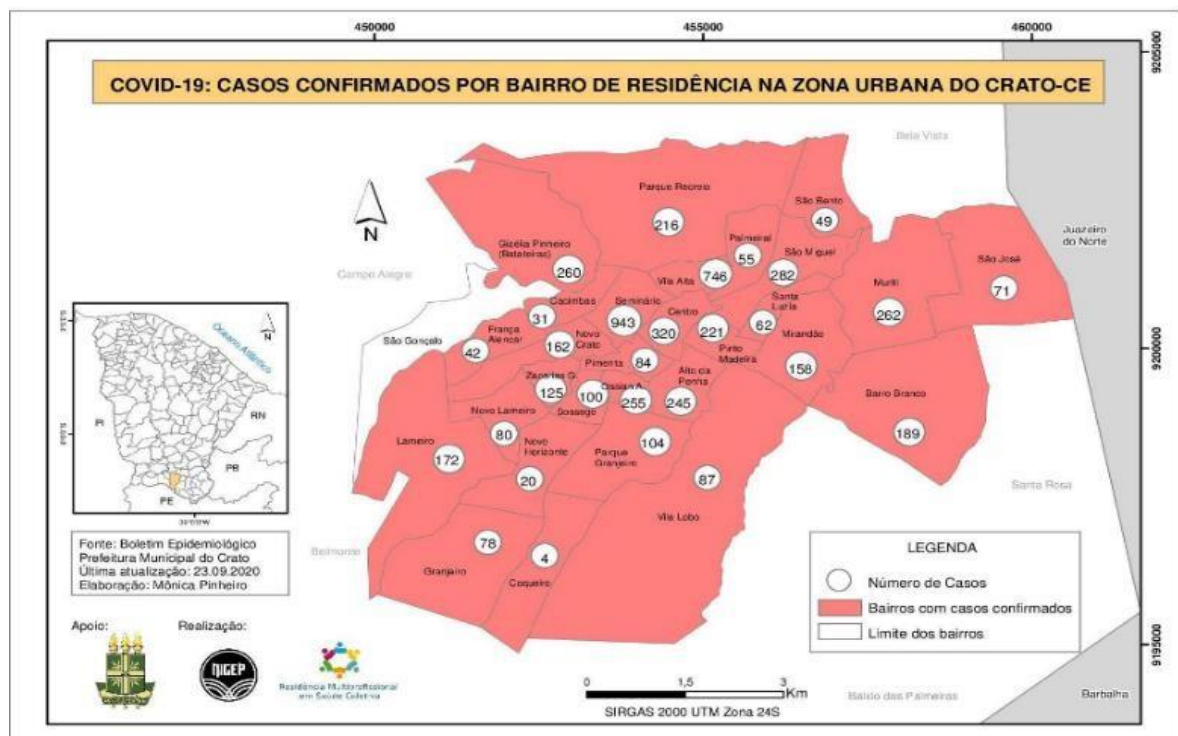 450000
455000
460000
9205000
COVID-19: CASOS CONFIRMADOS POR BAIRRO DE RESIDÊNCIA NA ZONA URBANA DO CRATO-CE
Bela Vista
Parque Recreio
216
São Bento
49
Juazeiro
do Norte
N
Gizélia Pinheiro
(Batateiras)
260
Palmeiral
55
São Miguel
282
São José
71
Campo Alegre
Vila Alta
746
Muriti
262
Cacimbas
31
Seminário
943
Centro
320
221
Santa
Luzia
62
Mirandão
158
São Gonçalo
França
Alencar
42
Novo
Crato
162
Pimenta
84
Pinto
Madeira
9200000
125
Sossego
100
255
Alto da
Penha
245
Barro Branco
189
Novo Lameiro
80
Lameiro
172
Novo
Horizonte
20
Parque
Granjeiro
104
87
Vila Lobo
Santa Rosa
Belmonte
78
Granjeiro
4
Coqueiro
N
Oceano Atlântico
PI
RN
PB
PE
Fonte: Boletim Epidemiológico
Prefeitura Municipal do Crato
Última atualização: 23.09.2020
Elaboração: Mônica Pinheiro
LEGENDA
Número de Casos
Bairros com casos confirmados
Limite dos bairros
9195000
Apoio:
Realização:
NIGEP
Residência Multiprofissional
em Saúde Coletiva
0 1,5 3
Km
SIRGAS 2000 UTM Zona 24S
Baixio das Palmeiras
Barbalha